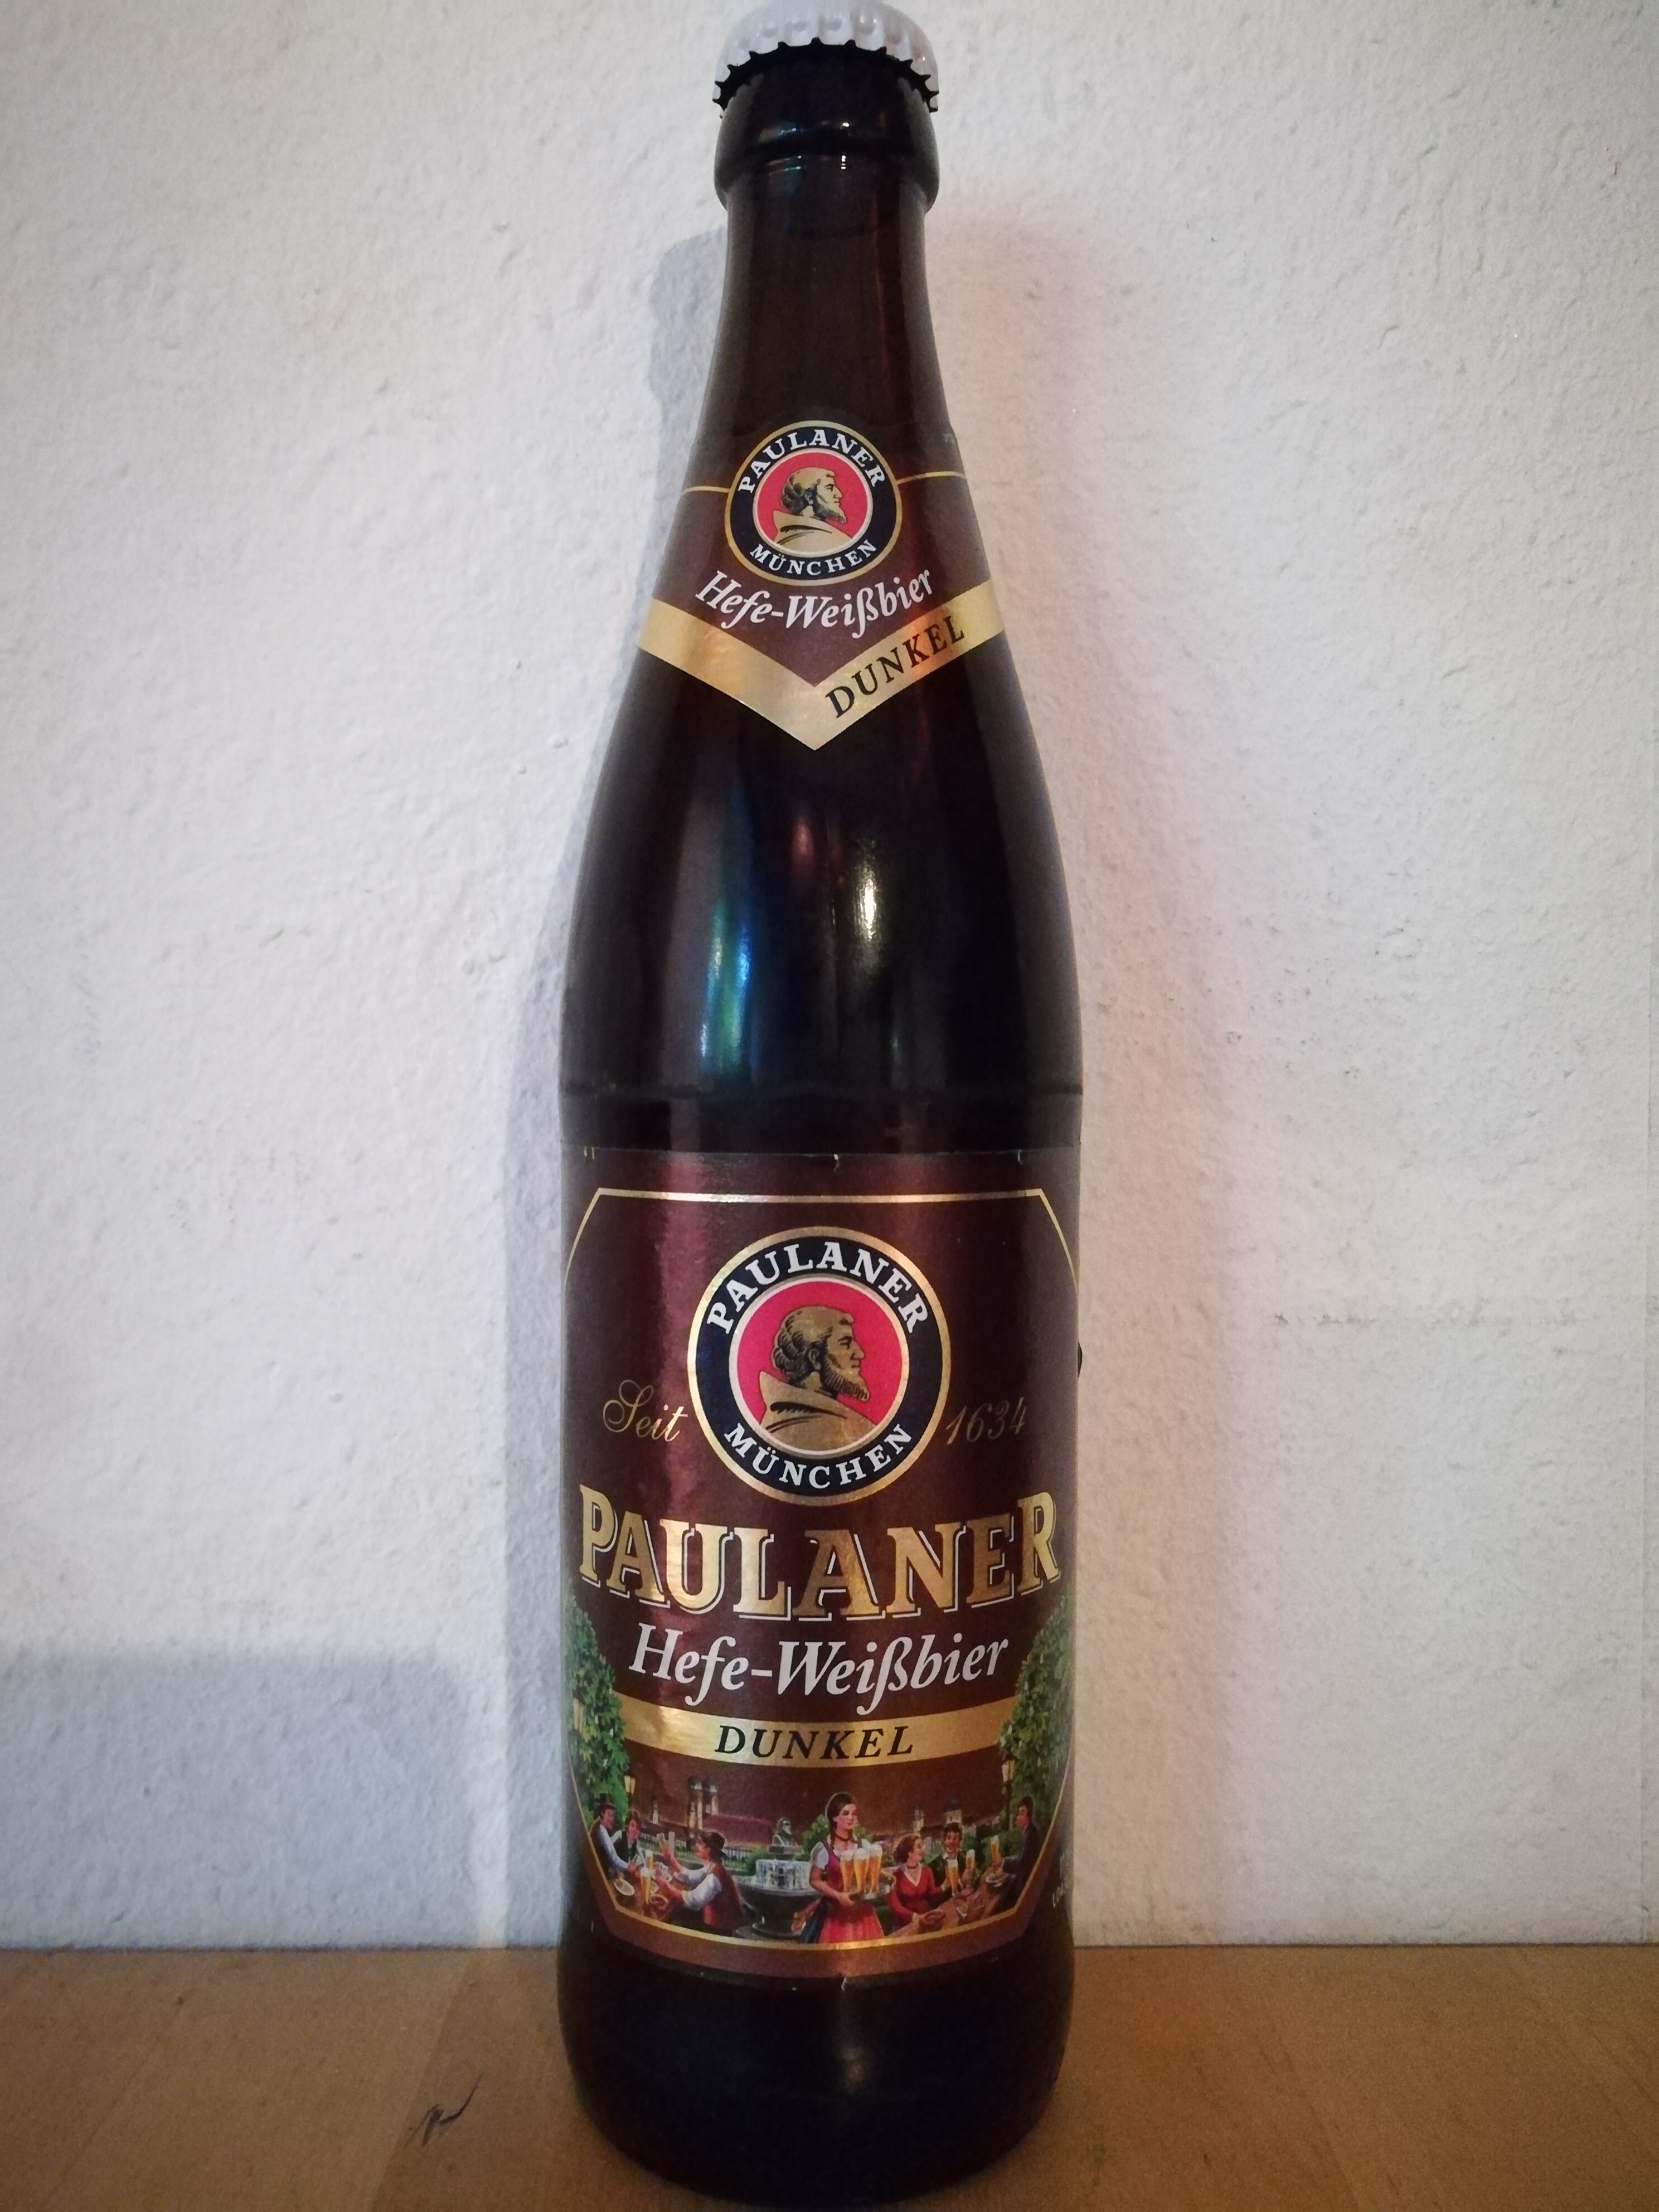 PAULANER
MÜNCHEN
Hefe-Weißbier
DUNKEL
PAULANER
Seit 1634
MÜNCHEN
PAULANER
Hefe-Weißbier
DUNKEL